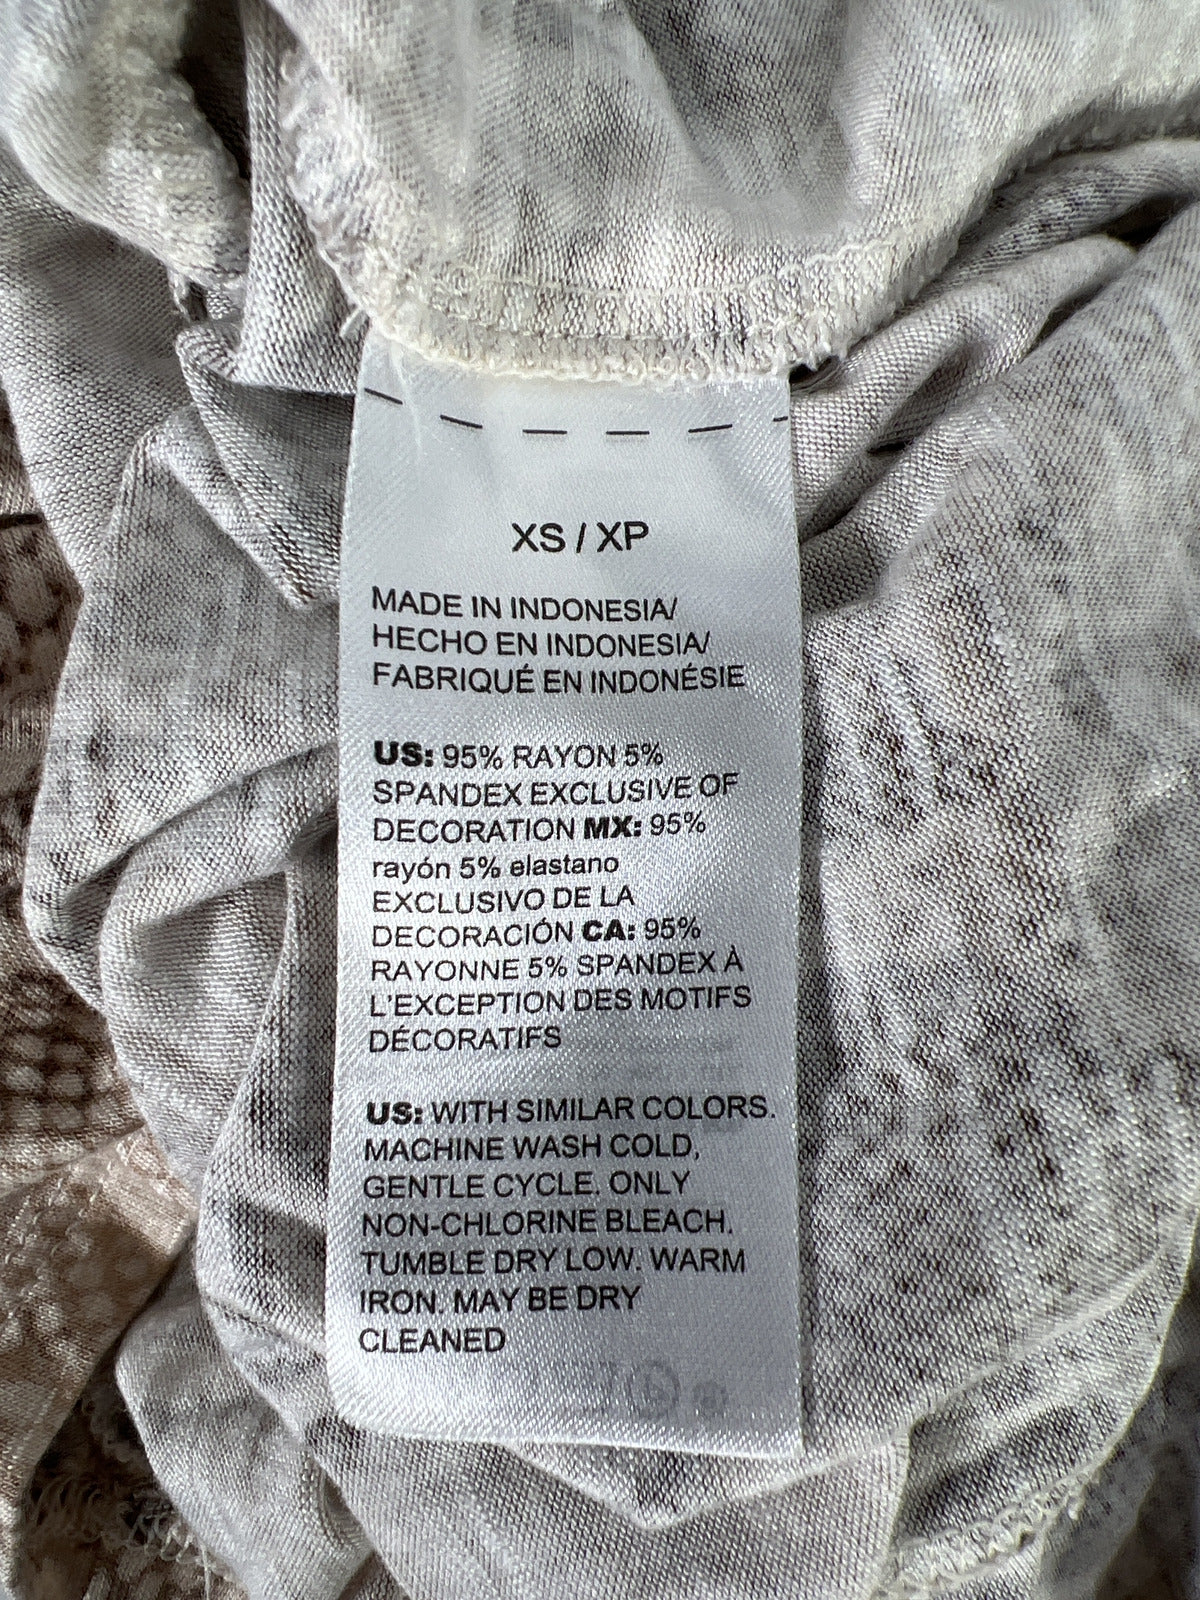 XS / XP
MADE IN INDONESIA/
HECHO EN INDONESIA/
FABRIQUÉ EN INDONÉSIE
US: 95% RAYON 5%
SPANDEX EXCLUSIVE OF
DECORATION MX: 95%
rayón 5% elastano
EXCLUSIVO DE LA
DECORACIÓN CA: 95%
RAYONNE 5% SPANDEX À
L'EXCEPTION DES MOTIFS
DÉCORATIFS
US: WITH SIMILAR COLORS.
MACHINE WASH COLD,
GENTLE CYCLE. ONLY
NON-CHLORINE BLEACH.
TUMBLE DRY LOW. WARM
IRON. MAY BE DRY
CLEANED